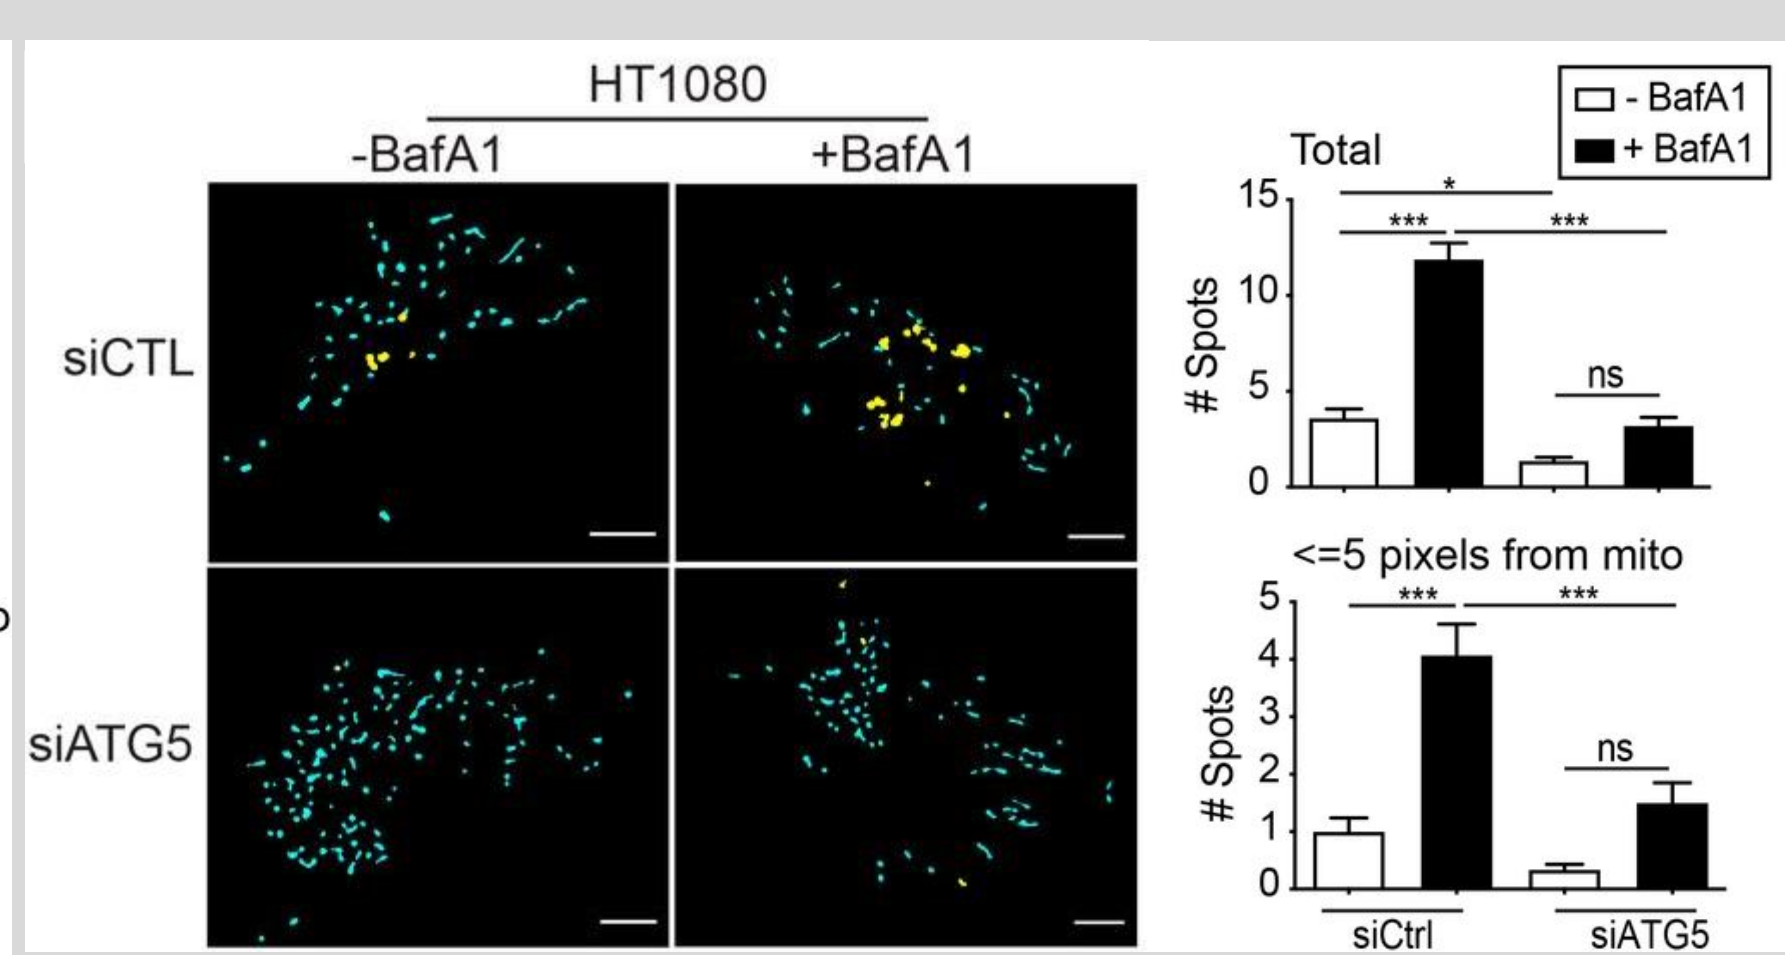 HT1080
-BafA1
+BafA1
siCTL
siATG5
- BafA1
+ BafA1
Total
# Spots
15
10
5
0
*
***
***
ns
<=5 pixels from mito
# Spots
5
4
3
2
1
0
***
***
ns
siCtrl
siATG5